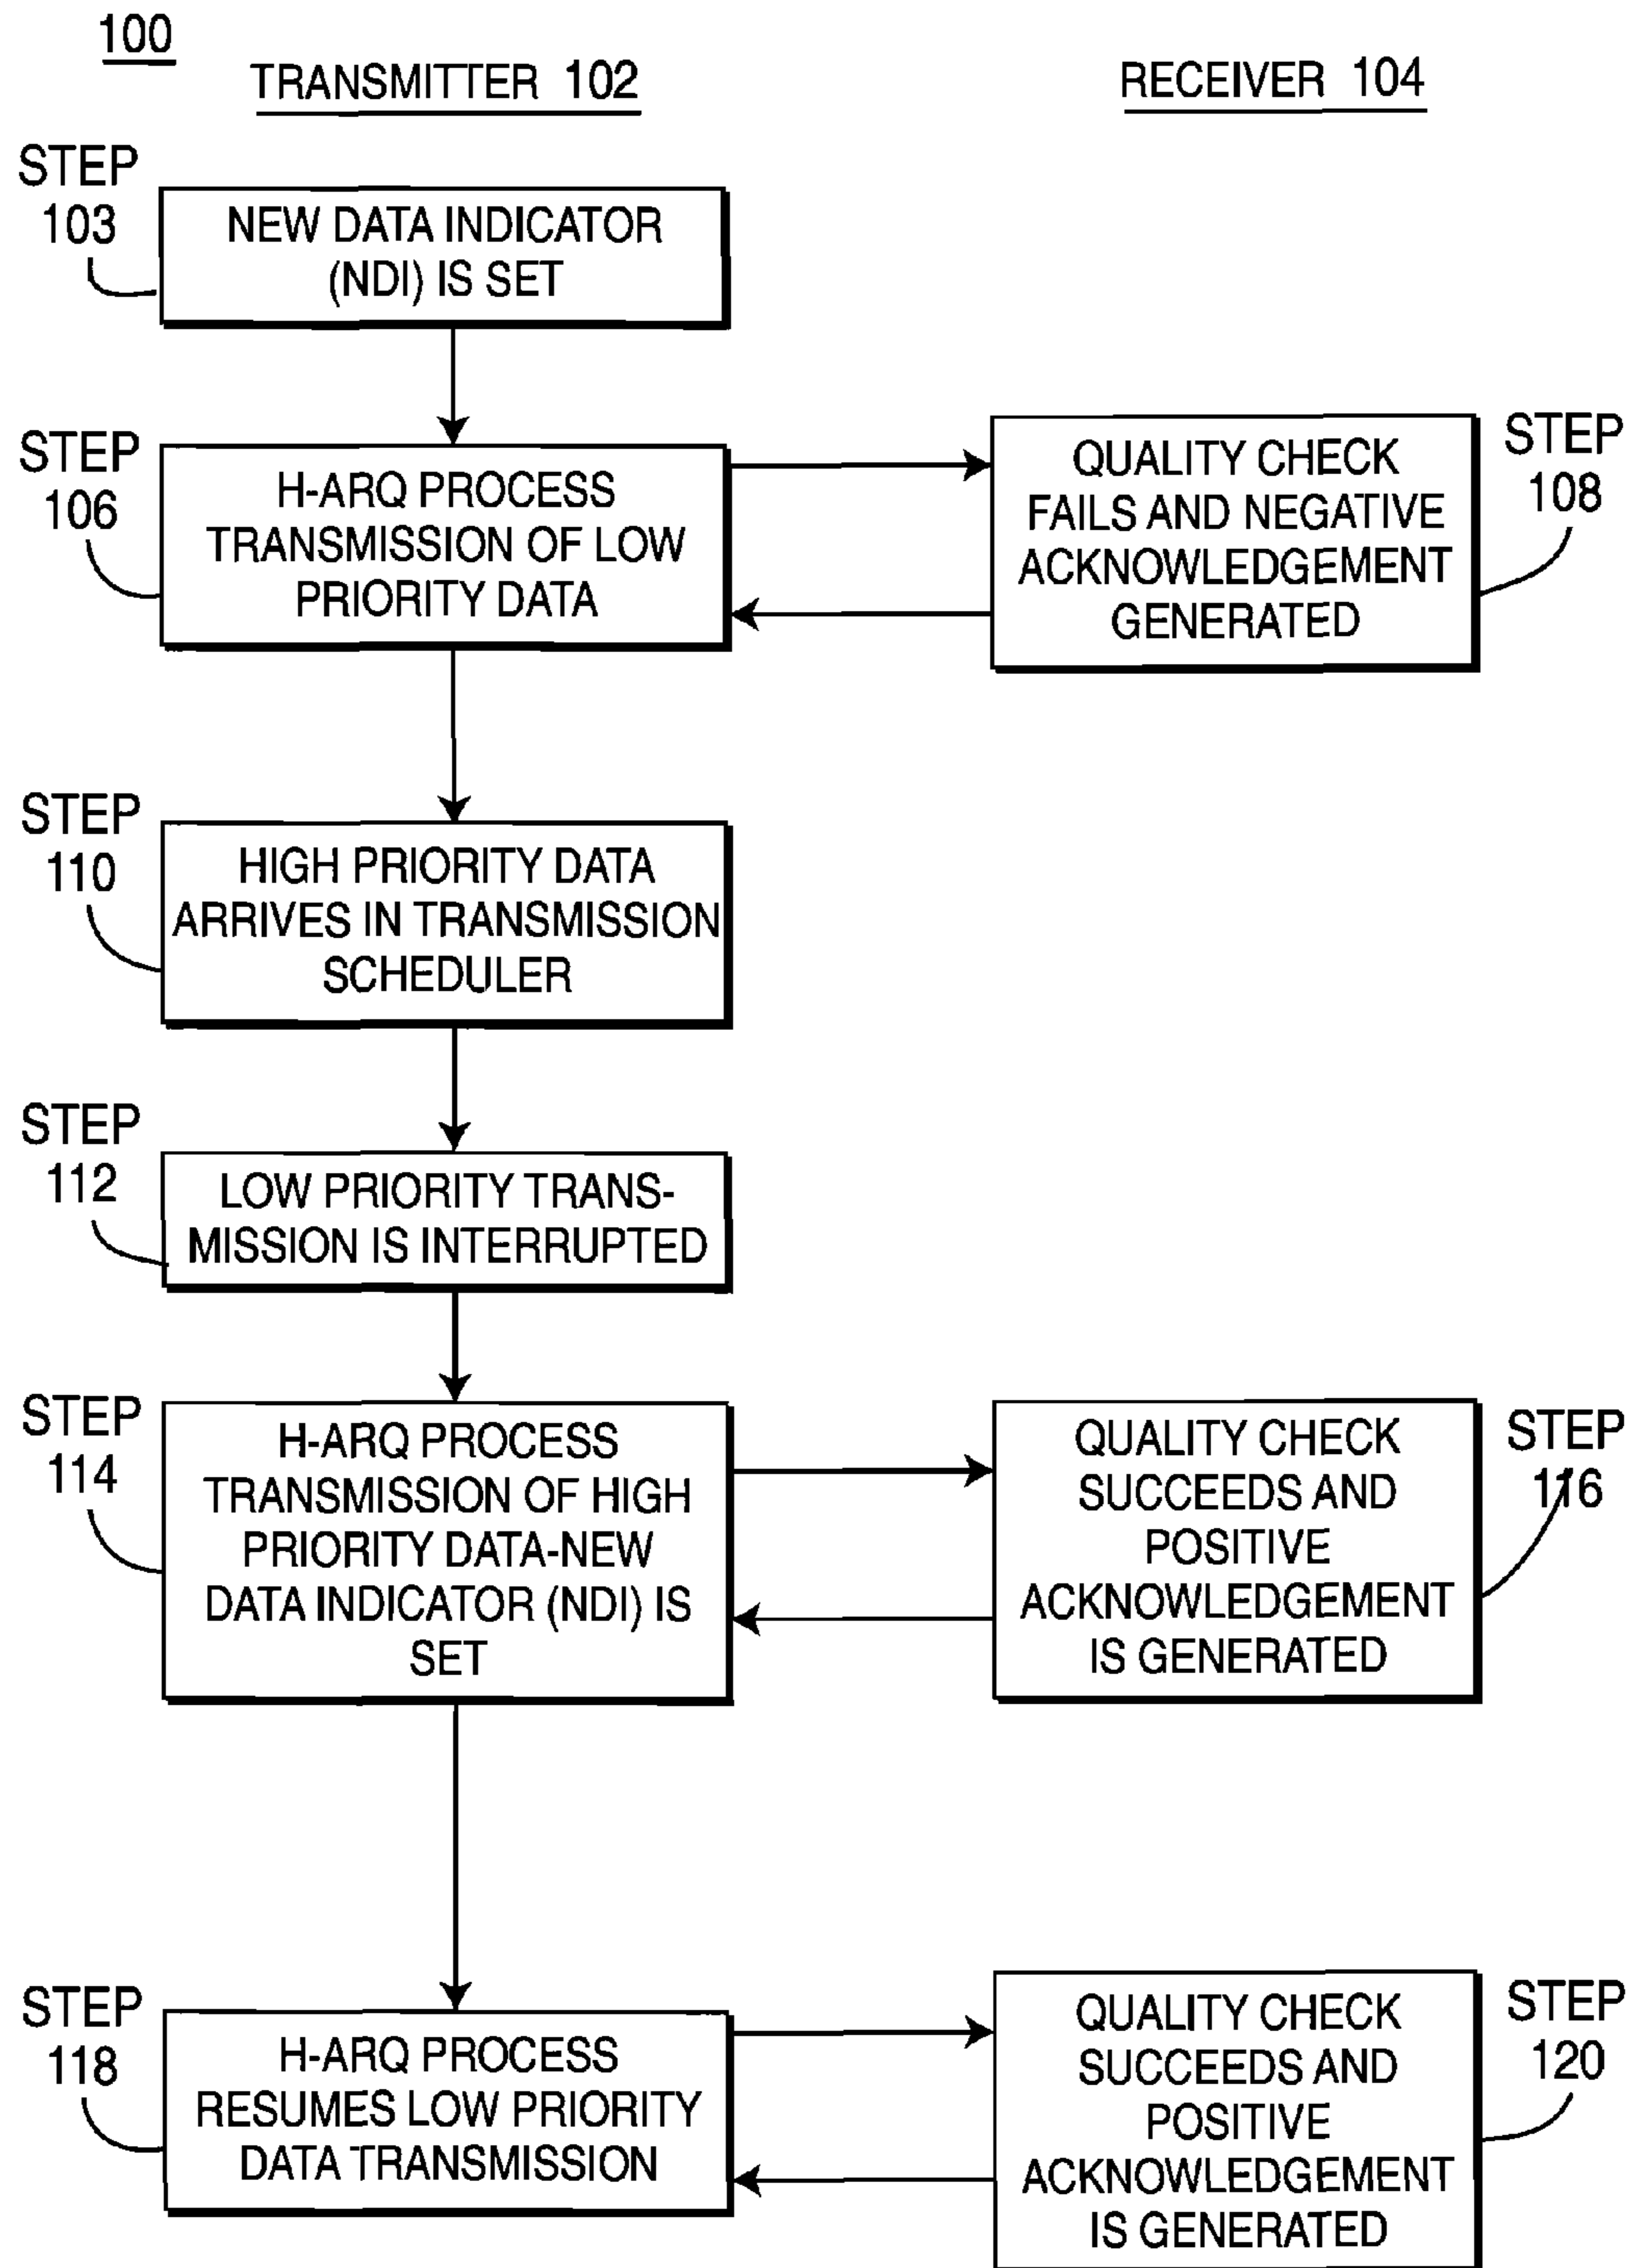 100
TRANSMITTER 102
RECEIVER 104
STEP
103
NEW DATA INDICATOR
(NDI) IS SET
STEP
106
H-ARQ PROCESS
TRANSMISSION OF LOW
PRIORITY DATA
QUALITY CHECK
FAILS AND NEGATIVE
ACKNOWLEDGEMENT
GENERATED
STEP
108
STEP
110
HIGH PRIORITY DATA
ARRIVES IN TRANSMISSION
SCHEDULER
STEP
112
LOW PRIORITY TRANS-
MISSION IS INTERRUPTED
STEP
114
H-ARQ PROCESS
TRANSMISSION OF HIGH
PRIORITY DATA-NEW
DATA INDICATOR (NDI) IS
SET
QUALITY CHECK
SUCCEEDS AND
POSITIVE
ACKNOWLEDGEMENT
IS GENERATED
STEP
116
STEP
118
H-ARQ PROCESS
RESUMES LOW PRIORITY
DATA TRANSMISSION
QUALITY CHECK
SUCCEEDS AND
POSITIVE
ACKNOWLEDGEMENT
IS GENERATED
STEP
120